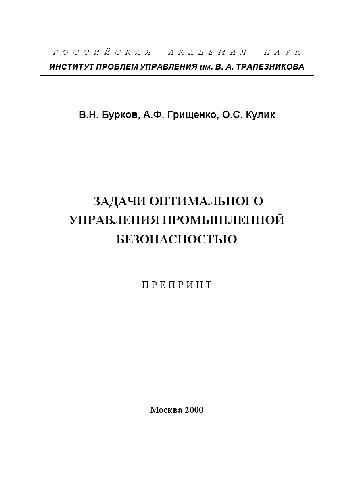 РОССИЙСКАЯ АКАДЕМИЯ НАУК
ИНСТИТУТ ПРОБЛЕМ УПРАВЛЕНИЯ им. В. А. ТРАПЕЗНИКОВА
В.Н. Бурков, А.Ф. Грищенко, О.С. Кулик
ЗАДАЧИ ОПТИМАЛЬНОГО
УПРАВЛЕНИЯ ПРОМЫШЛЕННОЙ
БЕЗОПАСНОСТЬЮ
ПРЕПРИНТ
Москва 2000